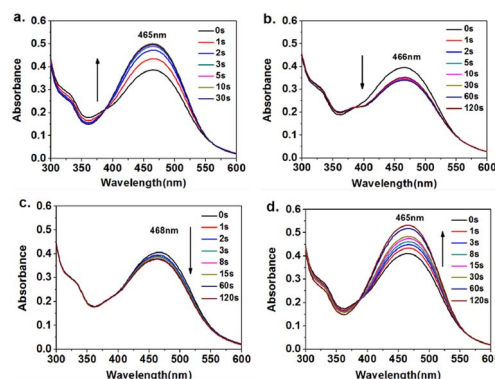 a.
465nm
0s
1s
2s
3s
5s
10s
30s
Absorbance
0.6
0.5
0.4
0.3
0.2
0.1
0.0
300 350 400 450 500 550 600
Wavelength(nm)
b.
466nm
0s
1s
2s
5s
10s
30s
60s
120s
Absorbance
0.6
0.5
0.4
0.3
0.2
0.1
0.0
300 350 400 450 500 550 600
Wavelength(nm)
c.
468nm
0s
1s
2s
3s
8s
15s
60s
120s
Absorbance
0.6
0.5
0.4
0.3
0.2
0.1
0.0
300 350 400 450 500 550 600
Wavelength(nm)
d.
465nm
0s
1s
3s
8s
15s
30s
60s
120s
Absorbance
0.6
0.5
0.4
0.3
0.2
0.1
0.0
300 350 400 450 500 550 600
Wavelength(nm)